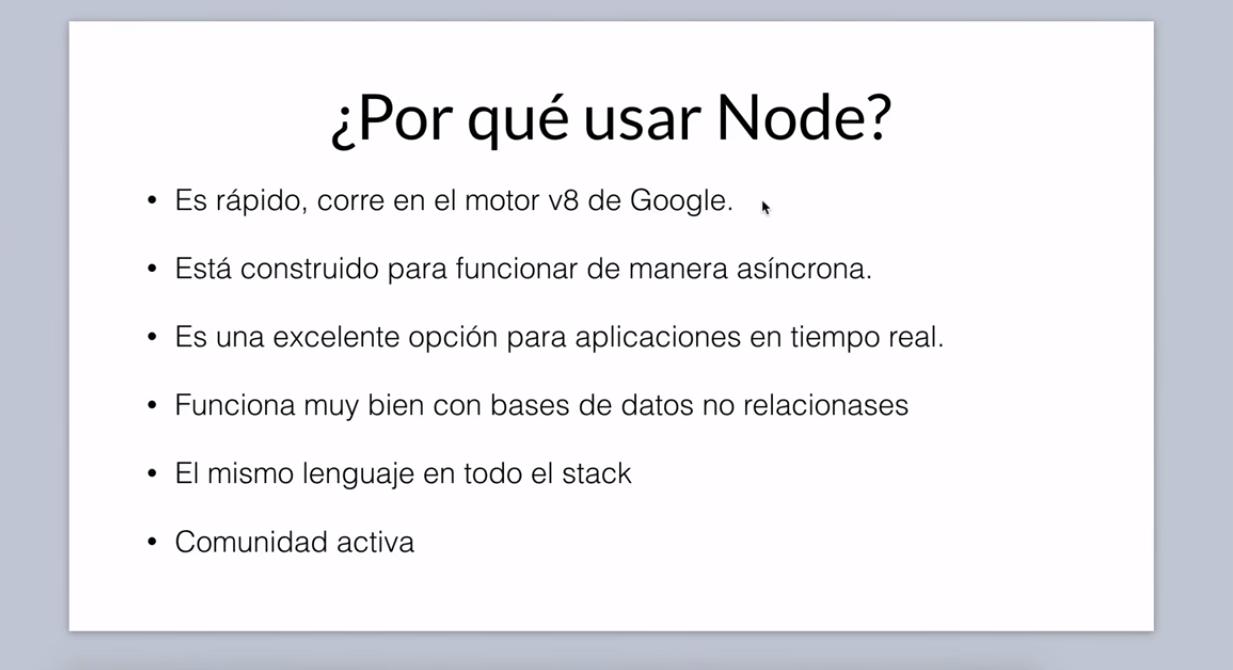 ¿Por qué usar Node?
• Es rápido, corre en el motor v8 de Google.
• Está construido para funcionar de manera asíncrona.
• Es una excelente opción para aplicaciones en tiempo real.
• Funciona muy bien con bases de datos no relacionases
• El mismo lenguaje en todo el stack
• Comunidad activa